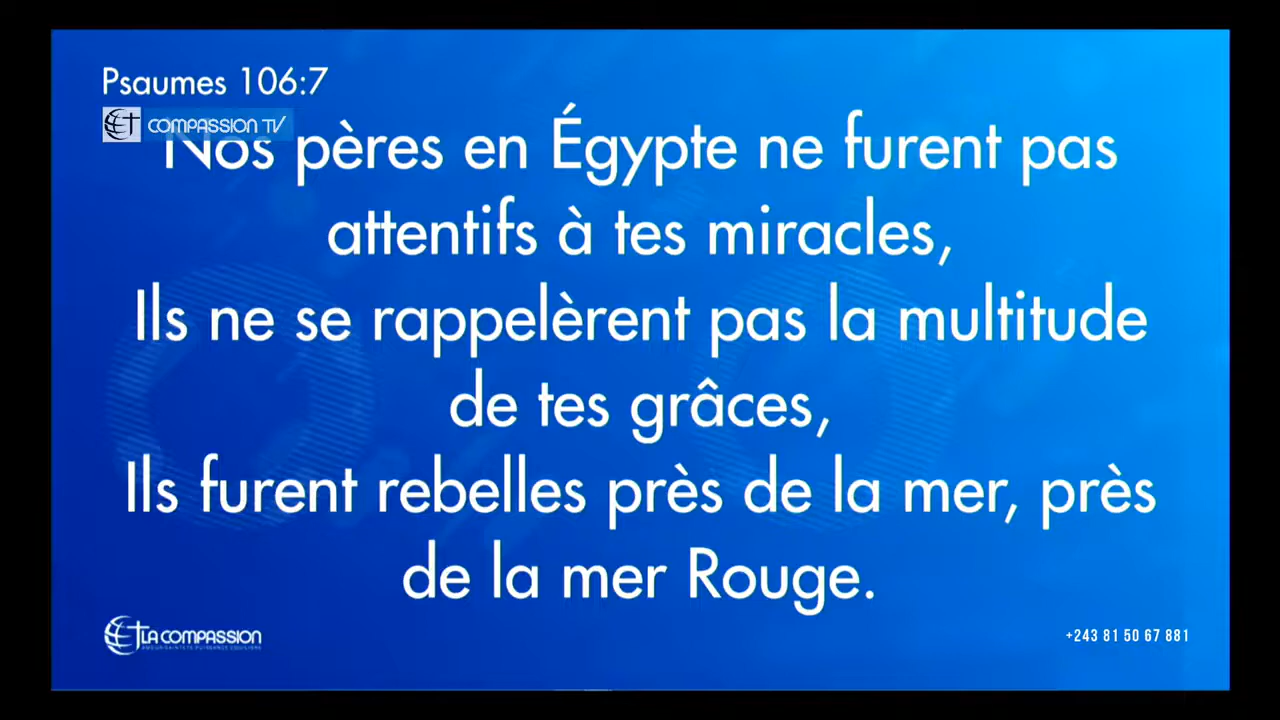 Psaumes 106:7
COMPASSION TV
Nos pères en Égypte ne furent pas
attentifs à tes miracles,
Ils ne se rappelèrent pas la multitude
de tes grâces,
Ils furent rebelles près de la mer, près
de la mer Rouge.
LA COMPASSION
+243 81 50 67 881